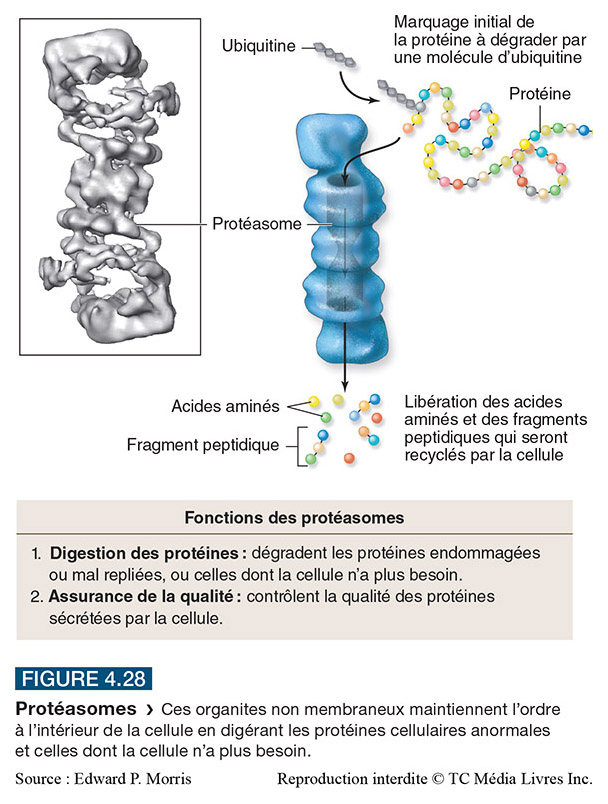 Ubiquitine
Marquage initial de
la protéine à dégrader par
une molécule d'ubiquitine
Protéine
Protéasome
Acides aminés
Fragment peptidique
Libération des acides
aminés et des fragments
peptidiques qui seront
recyclés par la cellule
Fonctions des protéasomes
1. Digestion des protéines : dégradent les protéines endommagées
ou mal repliées, ou celles dont la cellule n'a plus besoin.
2. Assurance de la qualité : contrôlent la qualité des protéines
sécrétées par la cellule.
FIGURE 4.28
Protéasomes › Ces organites non membraneux maintiennent l'ordre
à l'intérieur de la cellule en digérant les protéines cellulaires anormales
et celles dont la cellule n'a plus besoin.
Source : Edward P. Morris Reproduction interdite © TC Média Livres Inc.